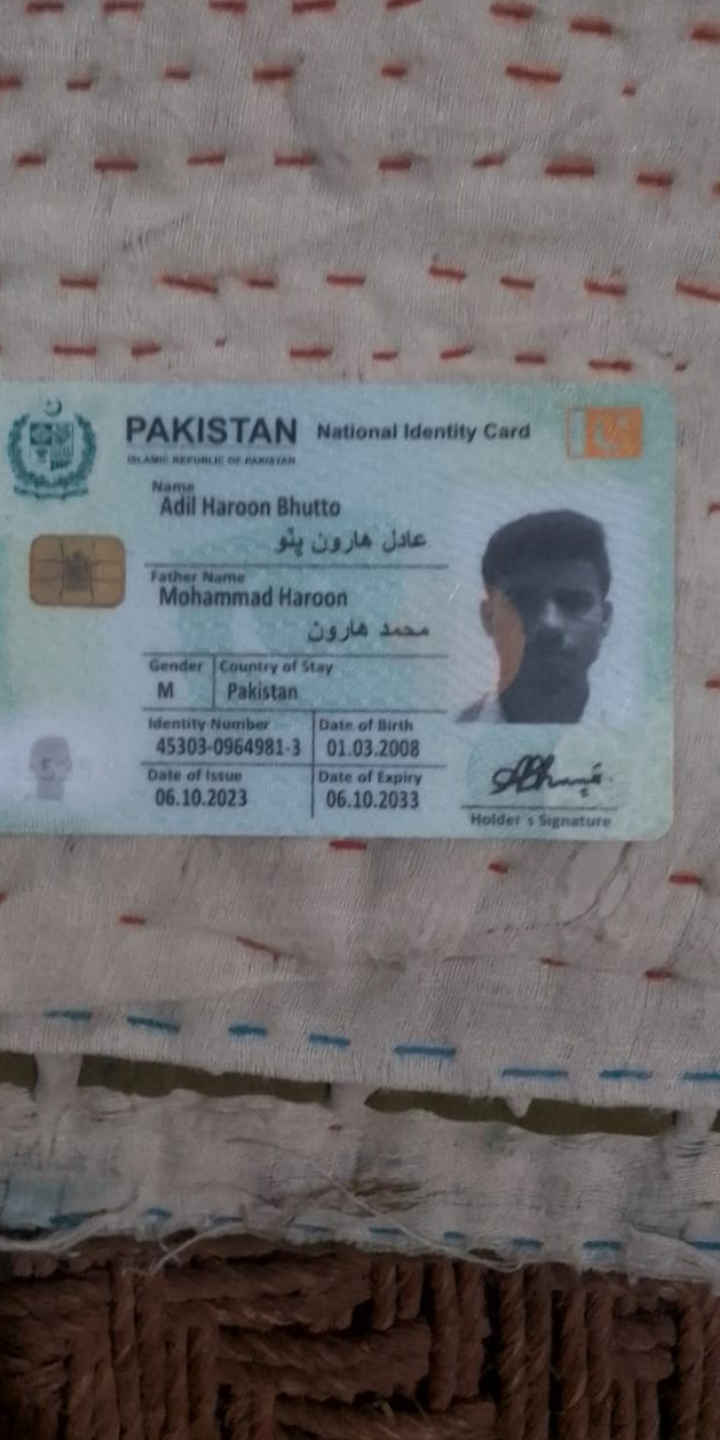 PAKISTAN National Identity Card
ISLAMIC REPUBLIC OF PAKISTAN
Name
Adil Haroon Bhutto
عادل هارون ڀٽو
Father Name
Mohammad Haroon
محمد هارون
Gender Country of Stay
M Pakistan
Identity Number Date of Birth
45303-0964981-3 01.03.2008
Date of Issue Date of Expiry
06.10.2023 06.10.2033
Holder's Signature